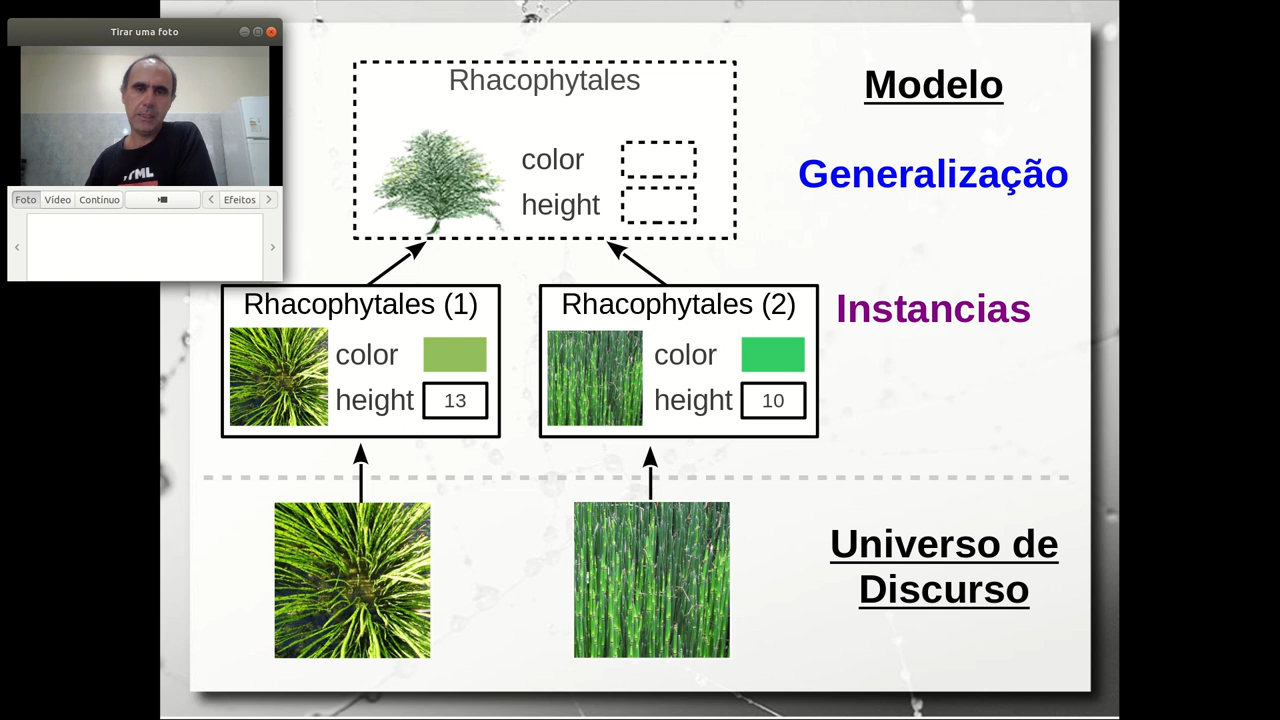 Tirar uma foto
TML
Foto Vídeo Contínuo Efeitos
Rhacophytales
color
height
Modelo
Generalização
Rhacophytales (1)
color
height 13
Rhacophytales (2)
color
height 10
Instancias
Universo de
Discurso